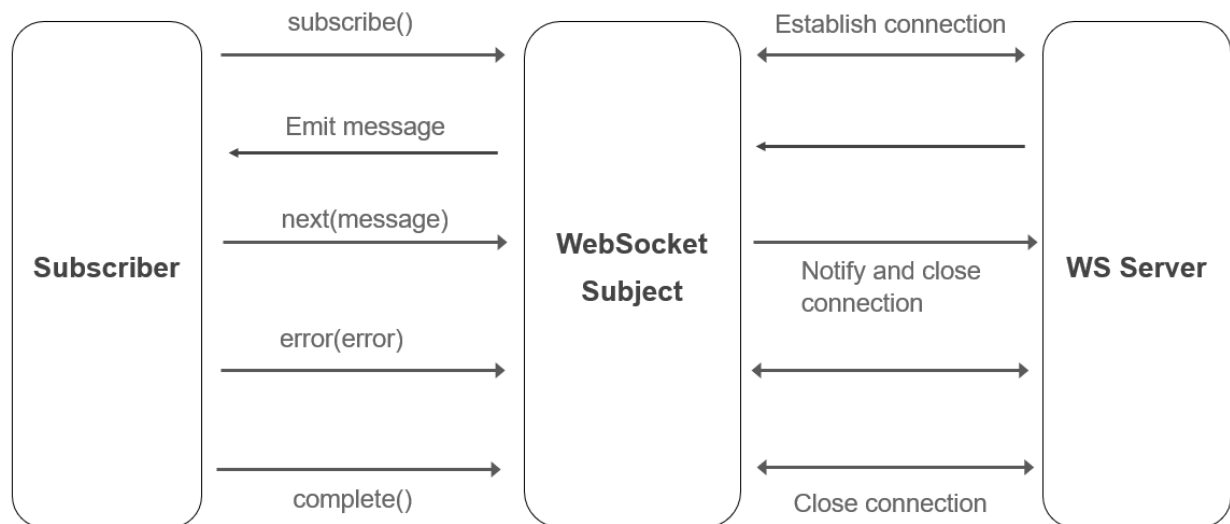 subscribe()
Establish connection
Emit message
next(message)
Subscriber
WebSocket
Subject
WS Server
Notify and close
connection
error(error)
complete()
Close connection